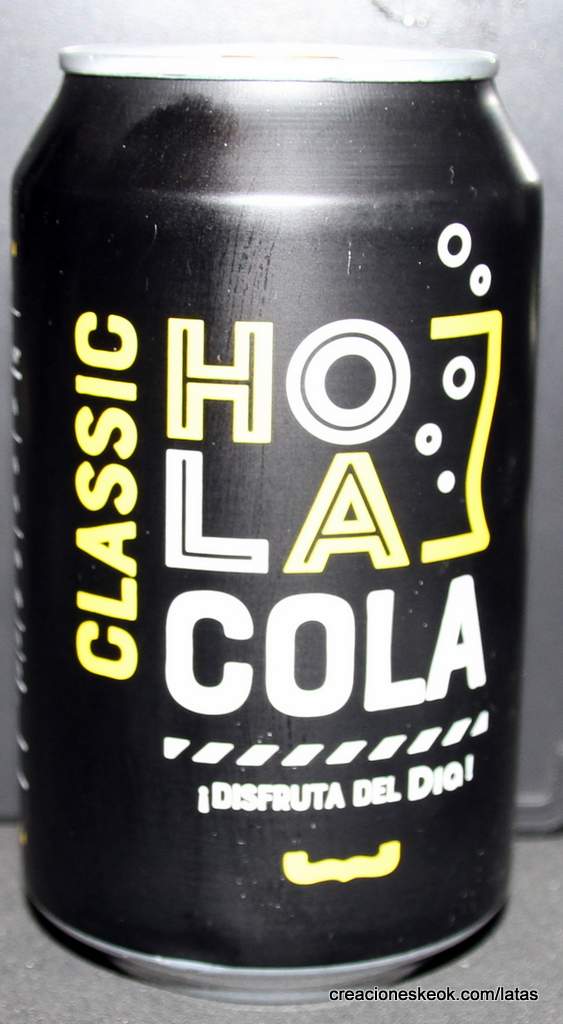 CLASSIC
HO
LA
COLA
¡DISFRUTA DEL DIA!
creacioneskeok.com/latas